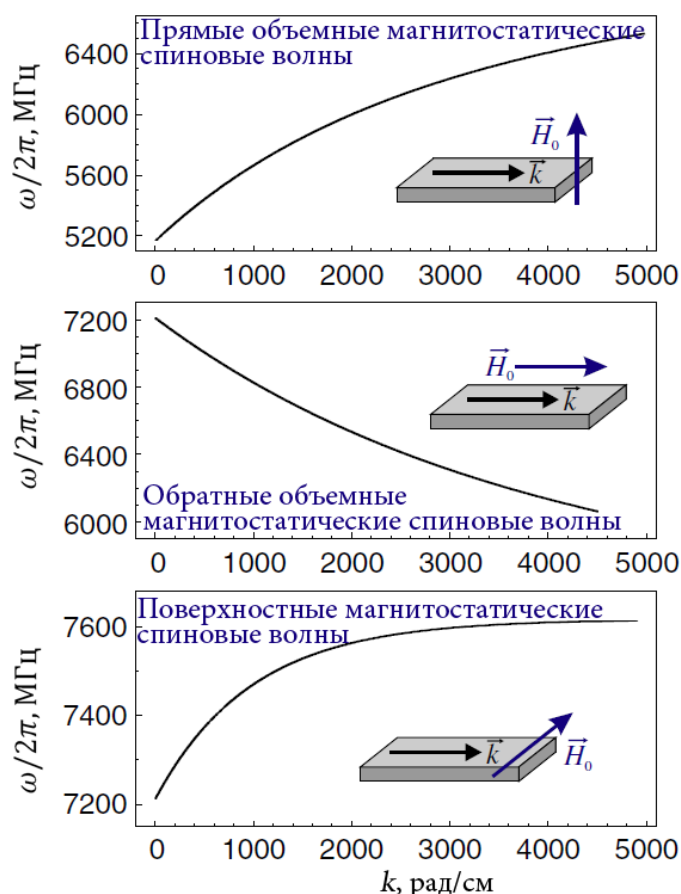 Прямые объемные магнитостатические
спиновые волны
ω/2π, МГц
6400
6000
5600
5200
H₀
k
0 1000 2000 3000 4000 5000
7200
6800
6400
6000
ω/2π, МГц
H₀
k
Обратные объемные
магнитостатические спиновые волны
0 1000 2000 3000 4000 5000
Поверхностные магнитостатические
спиновые волны
ω/2π, МГц
7600
7400
7200
k
H₀
0 1000 2000 3000 4000 5000
k, рад/см